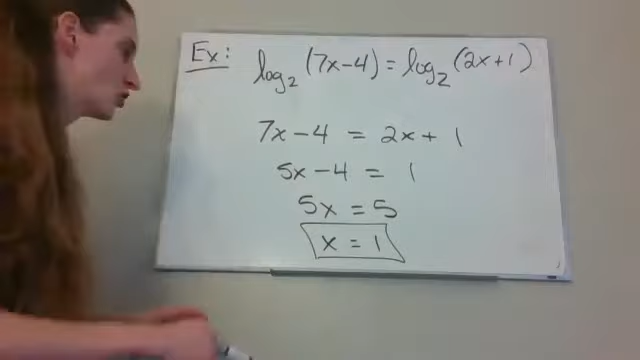 Ex: log₂ (7x-4) = log₂ (2x+1)
7x-4 = 2x+1
5x-4 = 1
5x = 5
x = 1